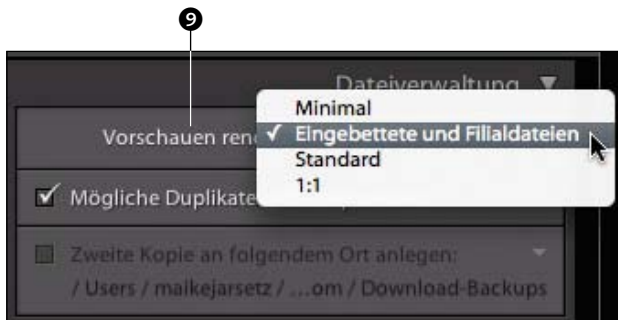 9
Dateiverwaltung
Minimal
Vorschauen ren
✓ Eingebettete und Filialdateien
Standard
1:1
Mögliche Duplikate
Zweite Kopie an folgendem Ort anlegen:
/ Users / maikejarsetz / ...om / Download-Backups